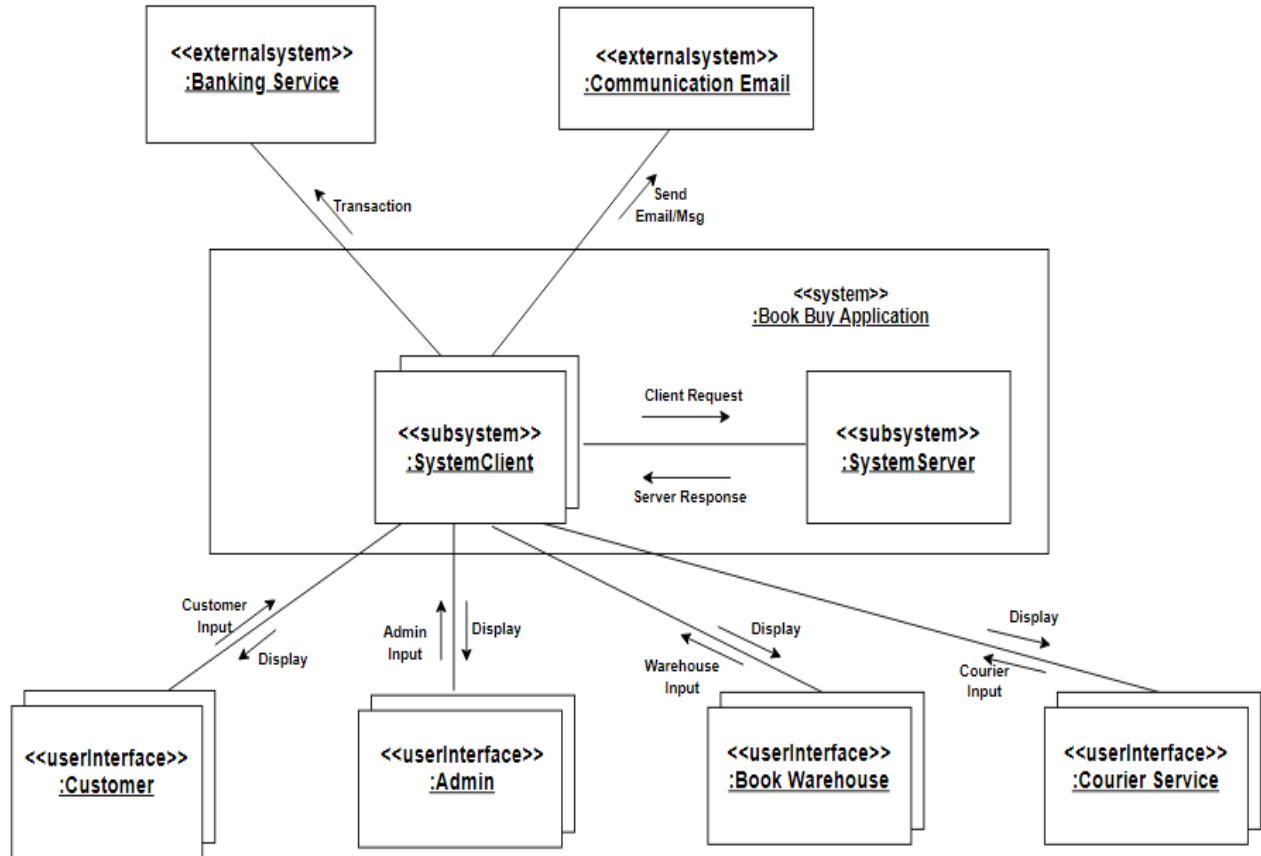 <<externalsystem>>
:Banking Service
<<externalsystem>>
:Communication Email
Transaction
Send
Email/Msg
<<system>>
:Book Buy Application
Client Request
<<subsystem>>
:SystemClient
<<subsystem>>
:SystemServer
Server Response
Customer
Input
Display
Admin
Input
Display
Display
Warehouse
Input
Display
Courier
Input
<<userInterface>>
:Customer
<<userInterface>>
:Admin
<<userInterface>>
:Book Warehouse
<<userInterface>>
:Courier Service